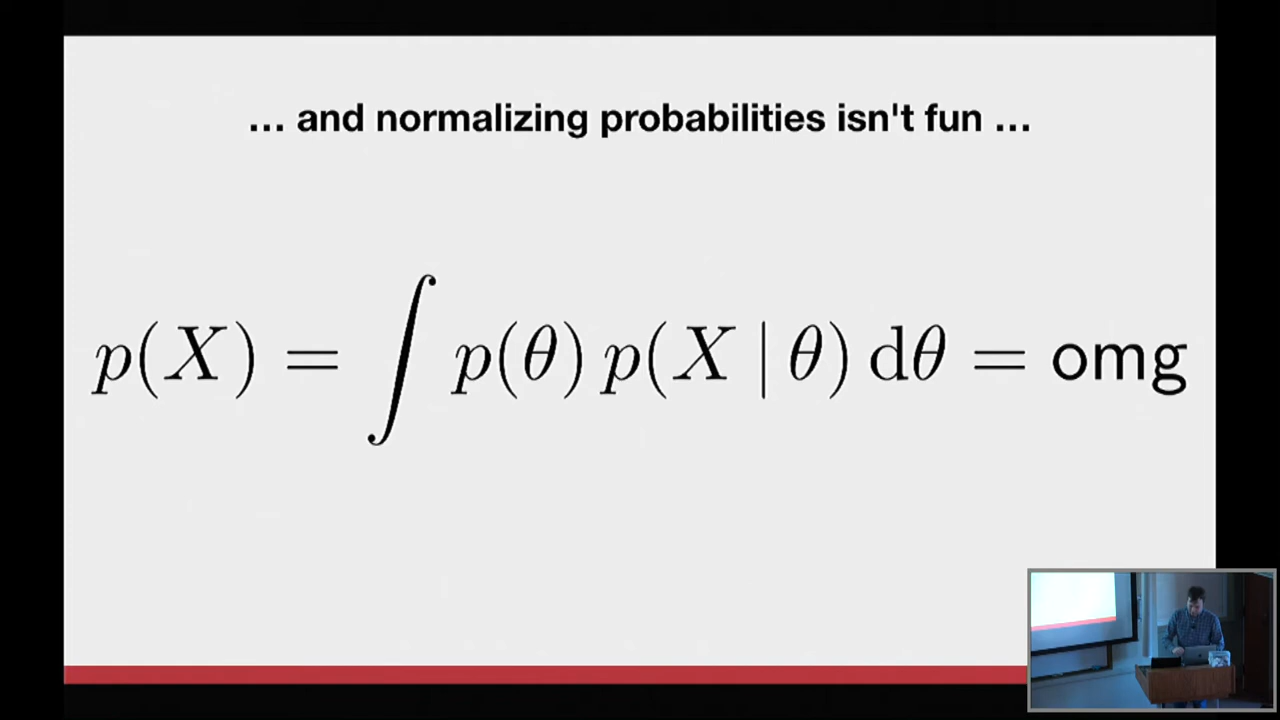 ... and normalizing probabilities isn't fun ...
p(X) = ∫ p(θ) p(X | θ) dθ = omg